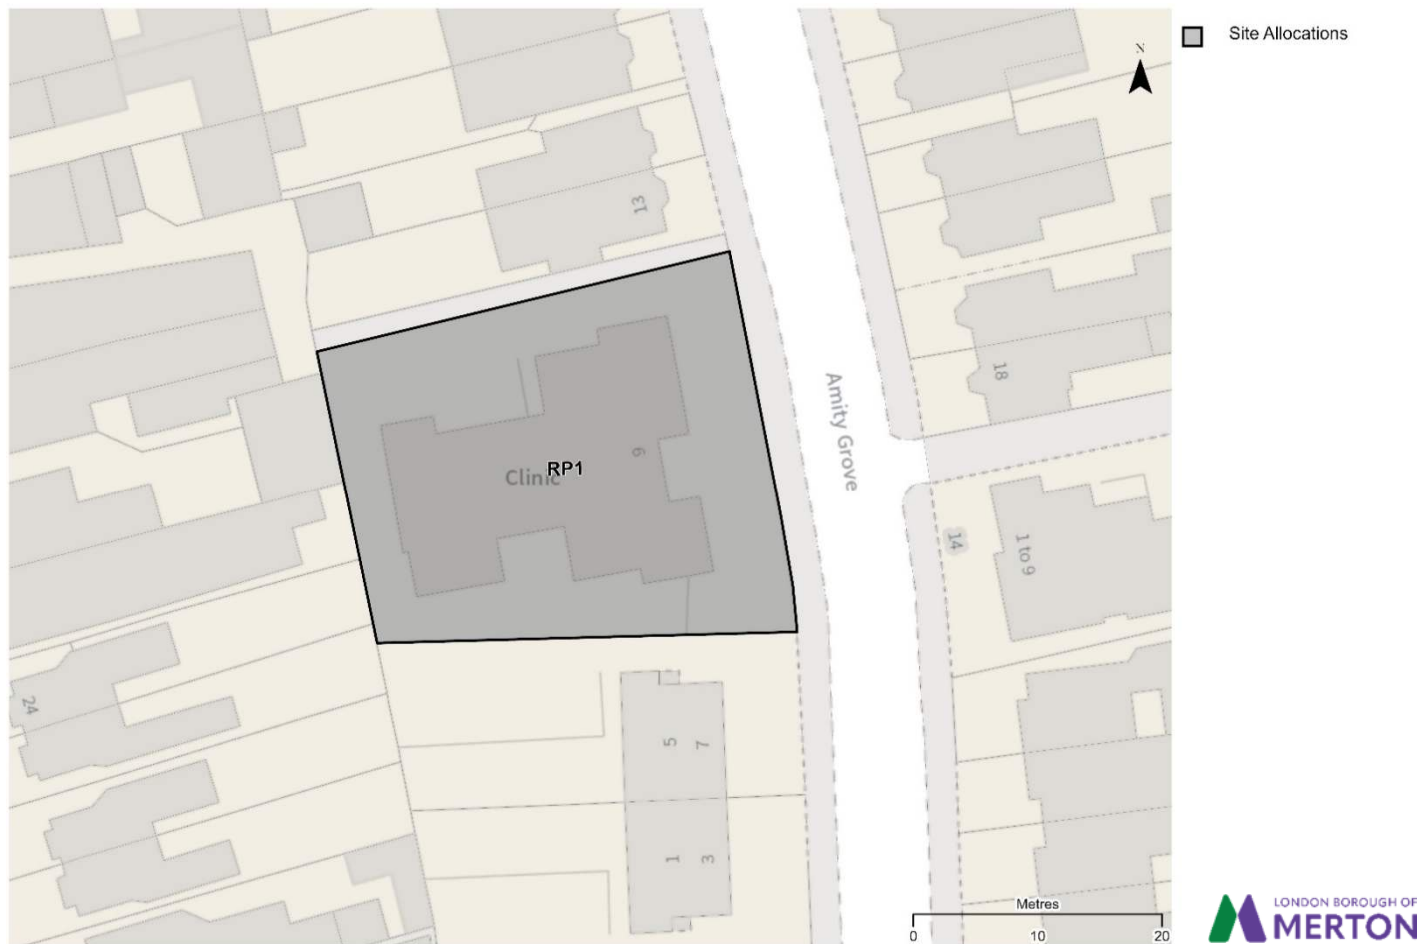 Site Allocations
N
13
18
Amity Grove
9
Clinic
RP1
14
1 to 9
24
5
7
1
3
Metres
0 10 20
LONDON BOROUGH OF
MERTON